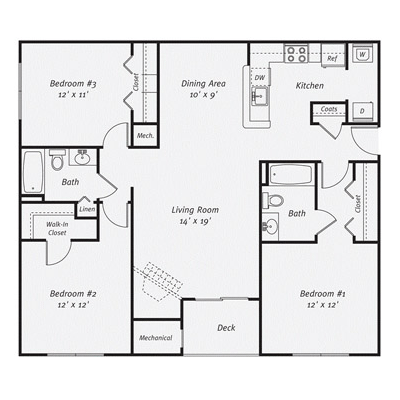 Bedroom #3
12' x 11'
Closet
Mech.
Dining Area
10' x 9'
DW
Ref
W
Kitchen
Coats
D
Bath
Linen
Walk-In
Closet
Living Room
14' x 19'
Bath
Closet
Bedroom #2
12' x 12'
Mechanical
Deck
Bedroom #1
12' x 12'